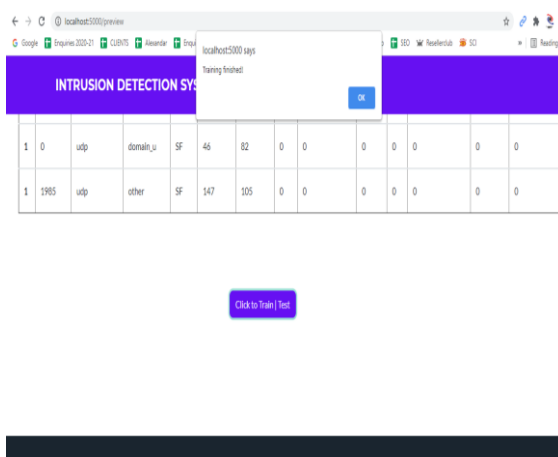 localhost:5000/preview
Google Enquiries 2020-21 CLIENTS Alexandar SEO Resellerclub SCI » Reading
localhost:5000 says
Training finished!
OK
INTRUSION DETECTION
1 0 udp domain_u SF 46 82 0 0 0 0 0 0 0
1 1985 udp other SF 147 105 0 0 0 0 0 0 0
Click to Train | Test